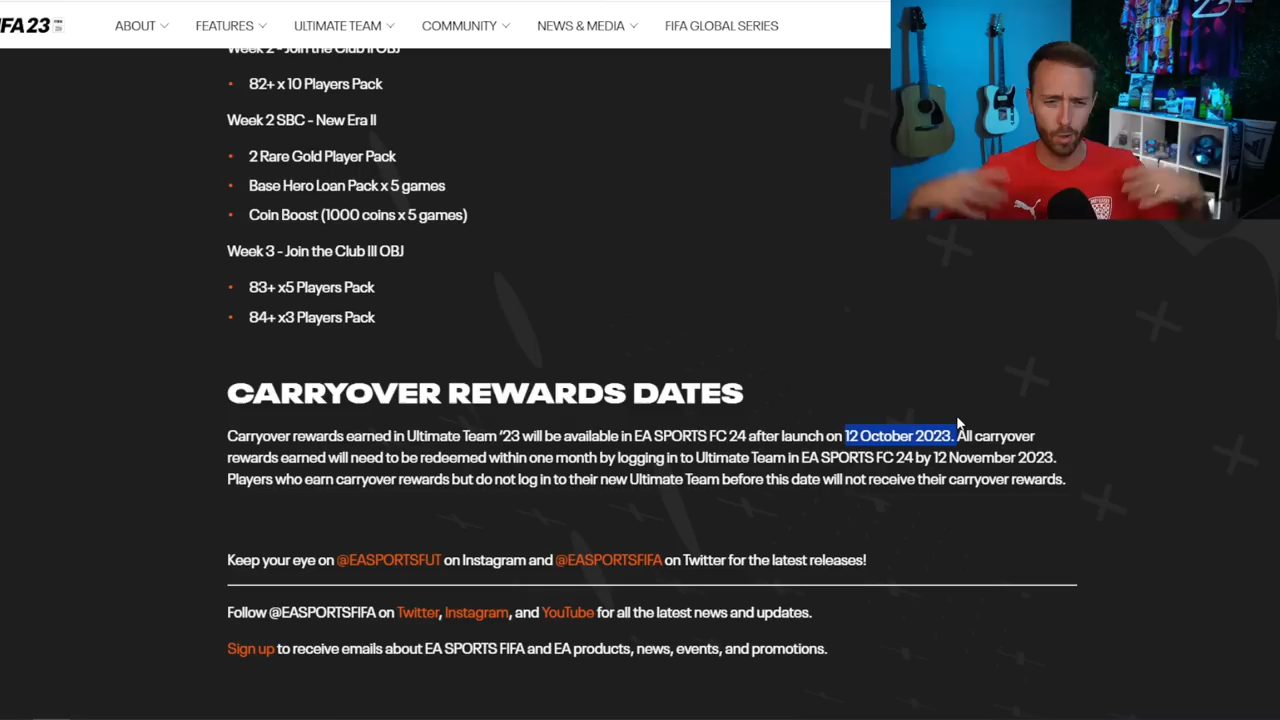 IFA 23
ABOUT FEATURES ULTIMATE TEAM COMMUNITY NEWS & MEDIA FIFA GLOBAL SERIES
Week 2 - Join the Club II OBJ
• 82+ x 10 Players Pack
Week 2 SBC - New Era II
• 2 Rare Gold Player Pack
• Base Hero Loan Pack x 5 games
• Coin Boost (1000 coins x 5 games)
Week 3 - Join the Club III OBJ
• 83+ x5 Players Pack
• 84+ x3 Players Pack
CARRYOVER REWARDS DATES
Carryover rewards earned in Ultimate Team '23 will be available in EA SPORTS FC 24 after launch on 12 October 2023. All carryover
rewards earned will need to be redeemed within one month by logging in to Ultimate Team in EA SPORTS FC 24 by 12 November 2023.
Players who earn carryover rewards but do not log in to their new Ultimate Team before this date will not receive their carryover rewards.
Keep your eye on @EASPORTSFUT on Instagram and @EASPORTSFIFA on Twitter for the latest releases!
Follow @EASPORTSFIFA on Twitter, Instagram, and YouTube for all the latest news and updates.
Sign up to receive emails about EA SPORTS FIFA and EA products, news, events, and promotions.